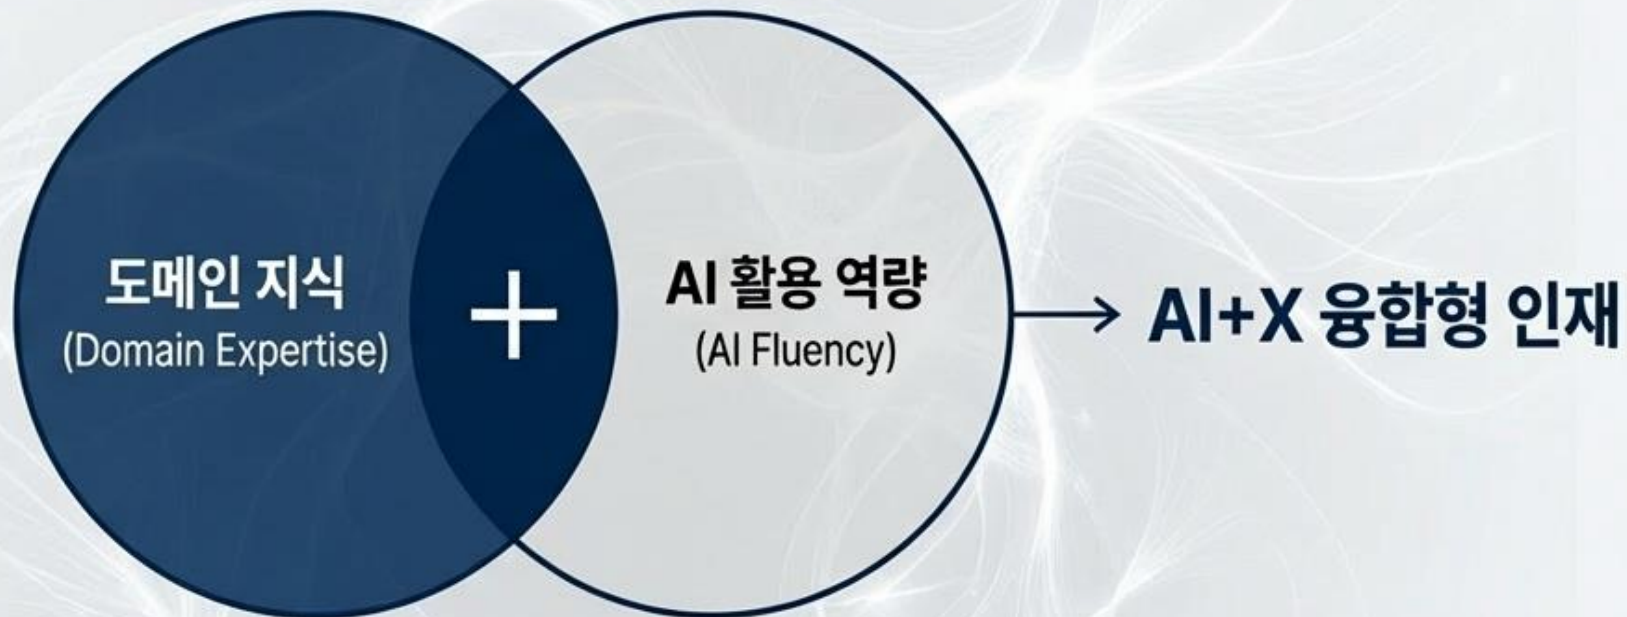 도메인 지식
(Domain Expertise)
+
AI 활용 역량
(AI Fluency)
AI+X 융합형 인재